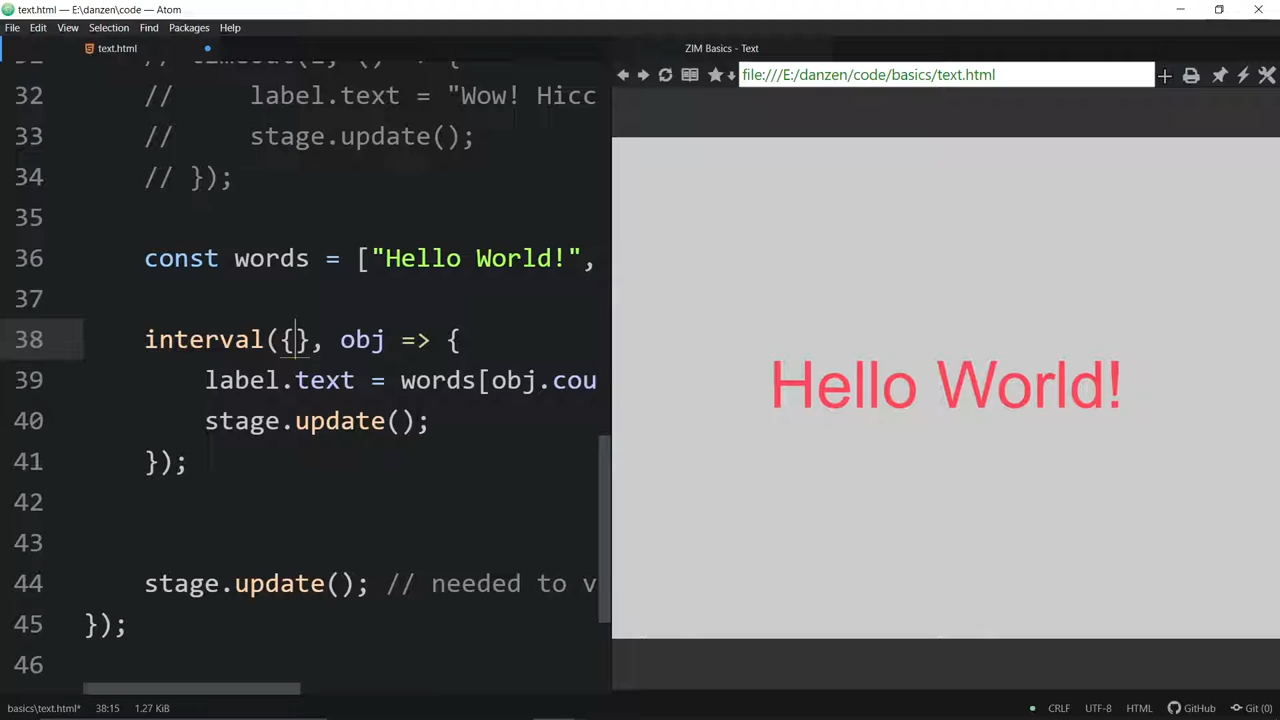 text.html — E:\danzen\code — Atom
File Edit View Selection Find Packages Help
text.html
ZIM Basics - Text
file:///E:/danzen/code/basics/text.html
32 // label.text = "Wow! Hicc
33 // stage.update();
34 // });
35
36 const words = ["Hello World!",
37
38 interval({}, obj => {
39 label.text = words[obj.cou
40 stage.update();
41 });
42
43
44 stage.update(); // needed to v
45 });
46
Hello World!
basics\text.html* 38:15 1.27 KiB CRLF UTF-8 HTML GitHub Git (0)